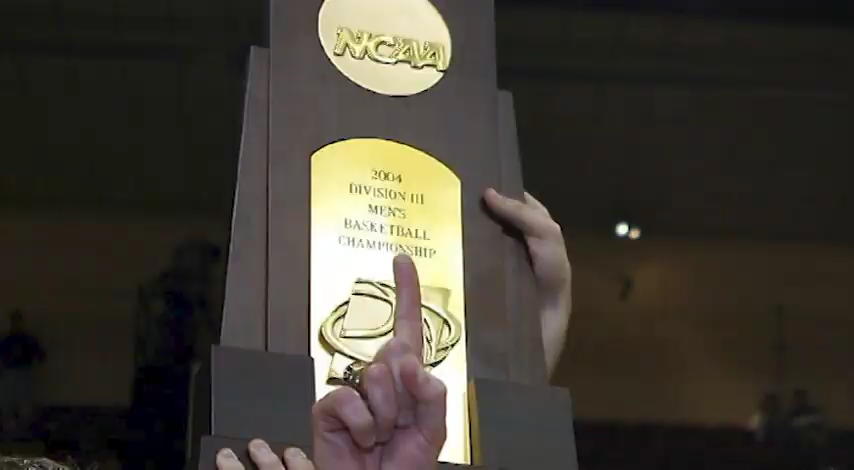 NCAA
2004
DIVISION III
MEN'S
BASKETBALL
CHAMPIONSHIP